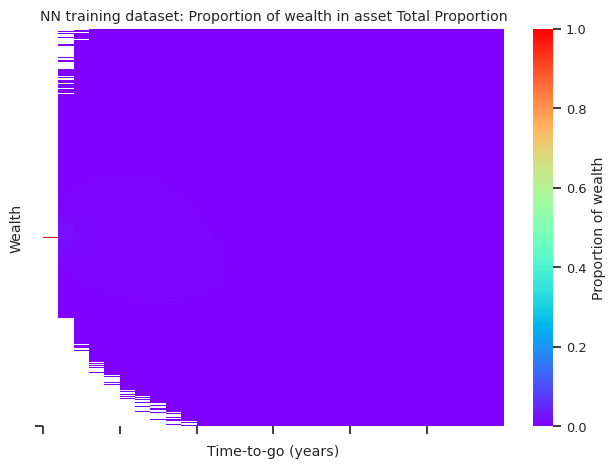 NN training dataset: Proportion of wealth in asset Total Proportion
Wealth
Time-to-go (years)
1.0
0.8
0.6
0.4
0.2
0.0
Proportion of wealth